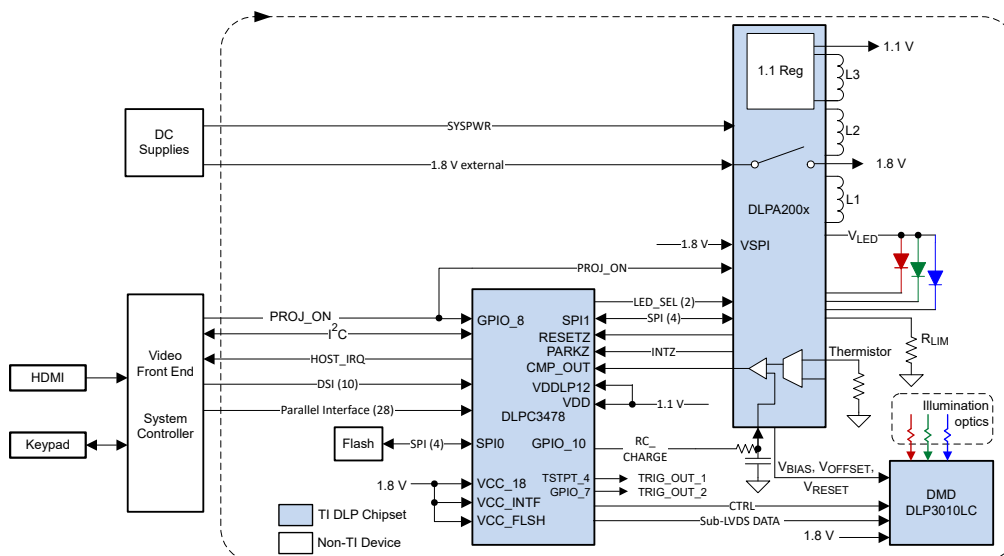 1.1 V
1.1 Reg
L3
DC
Supplies
SYSPWR
L2
1.8 V external
1.8 V
L1
DLPA200x
1.8 V
VSPI
VLED
PROJ_ON
PROJ_ON
GPIO_8
LED_SEL (2)
I2C
SPI1
SPI (4)
RESETZ
HOST_IRQ
PARKZ
INTZ
RLIM
Video
Front End
CMP_OUT
Thermistor
HDMI
DSI (10)
VDDLP12
System
Controller
Parallel Interface (28)
VDD
1.1 V
DLPC3478
Illumination
optics
Keypad
Flash
SPI (4)
SPI0
GPIO_10
RC_
CHARGE
1.8 V
VCC_18
TSTPT_4
TRIG_OUT_1
GPIO_7
TRIG_OUT_2
VBIAS, VOFFSET,
VRESET
VCC_INTF
CTRL
DMD
DLP3010LC
VCC_FLSH
Sub-LVDS DATA
1.8 V
TI DLP Chipset
Non-TI Device